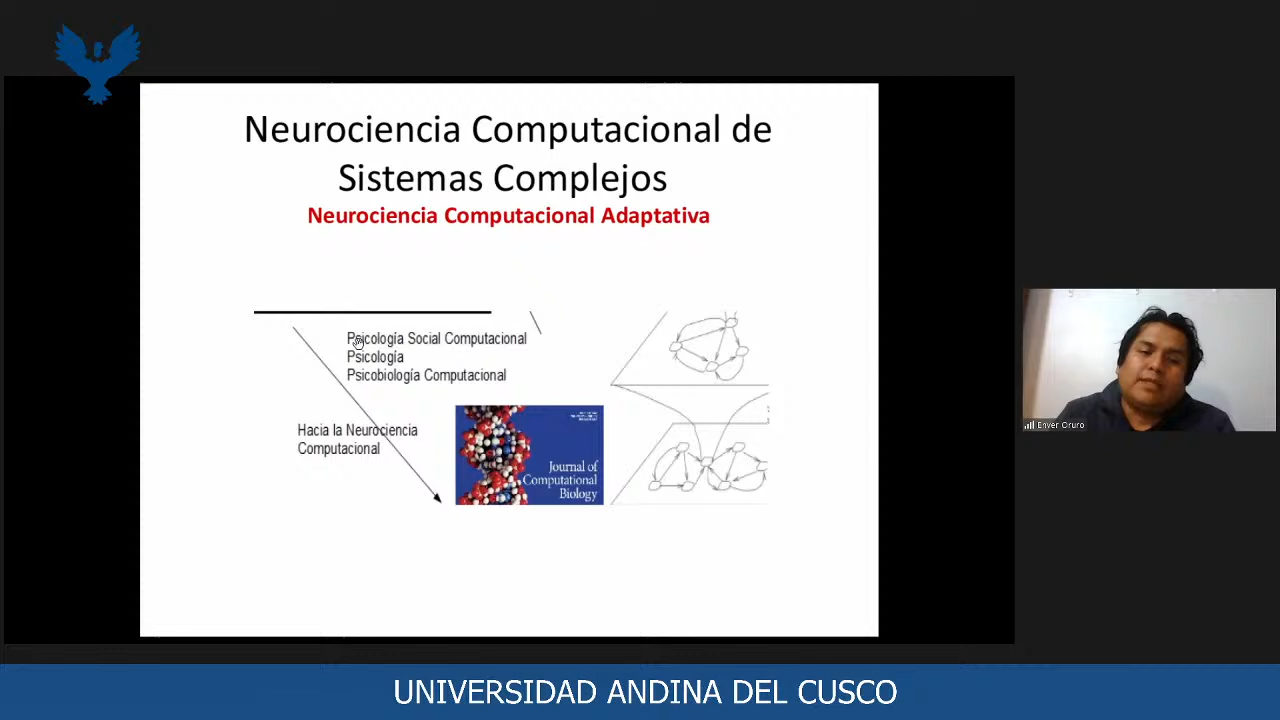 Neurociencia Computacional de
Sistemas Complejos
Neurociencia Computacional Adaptativa
Psicología Social Computacional
Psicología
Psicobiología Computacional
Hacia la Neurociencia
Computacional
Journal of
Computational
Biology
Enver Oruro
UNIVERSIDAD ANDINA DEL CUSCO